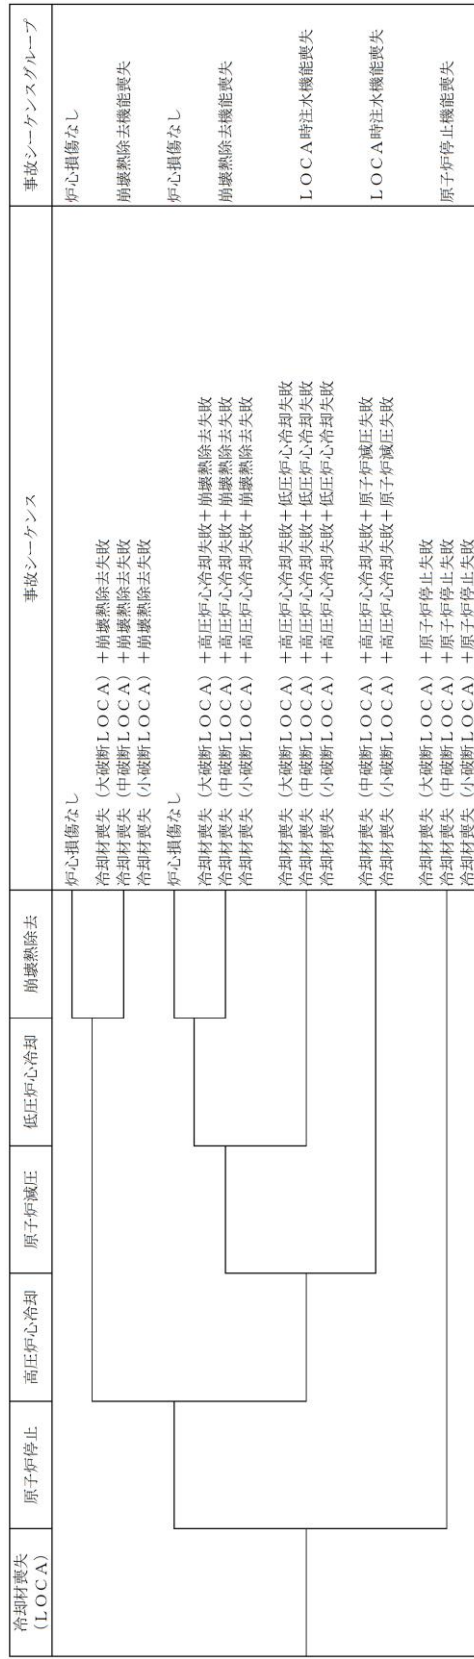 冷却材喪失
(LOCA)
原子炉停止
高圧炉心冷却
原子炉減圧
低圧炉心冷却
崩壊熱除去
事故シーケンス
事故シーケンスグループ
炉心損傷なし
炉心損傷なし
冷却材喪失(大破断LOCA)+崩壊熱除去失敗
冷却材喪失(中破断LOCA)+崩壊熱除去失敗
冷却材喪失(小破断LOCA)+崩壊熱除去失敗
崩壊熱除去機能喪失
炉心損傷なし
炉心損傷なし
冷却材喪失(大破断LOCA)+高圧炉心冷却失敗+崩壊熱除去失敗
冷却材喪失(中破断LOCA)+高圧炉心冷却失敗+崩壊熱除去失敗
冷却材喪失(小破断LOCA)+高圧炉心冷却失敗+崩壊熱除去失敗
崩壊熱除去機能喪失
冷却材喪失(大破断LOCA)+高圧炉心冷却失敗+低圧炉心冷却失敗
冷却材喪失(中破断LOCA)+高圧炉心冷却失敗+低圧炉心冷却失敗
冷却材喪失(小破断LOCA)+高圧炉心冷却失敗+低圧炉心冷却失敗
LOCA時注水機能喪失
冷却材喪失(中破断LOCA)+高圧炉心冷却失敗+原子炉減圧失敗
冷却材喪失(小破断LOCA)+高圧炉心冷却失敗+原子炉減圧失敗
LOCA時注水機能喪失
冷却材喪失(大破断LOCA)+原子炉停止失敗
冷却材喪失(中破断LOCA)+原子炉停止失敗
冷却材喪失(小破断LOCA)+原子炉停止失敗
原子炉停止機能喪失